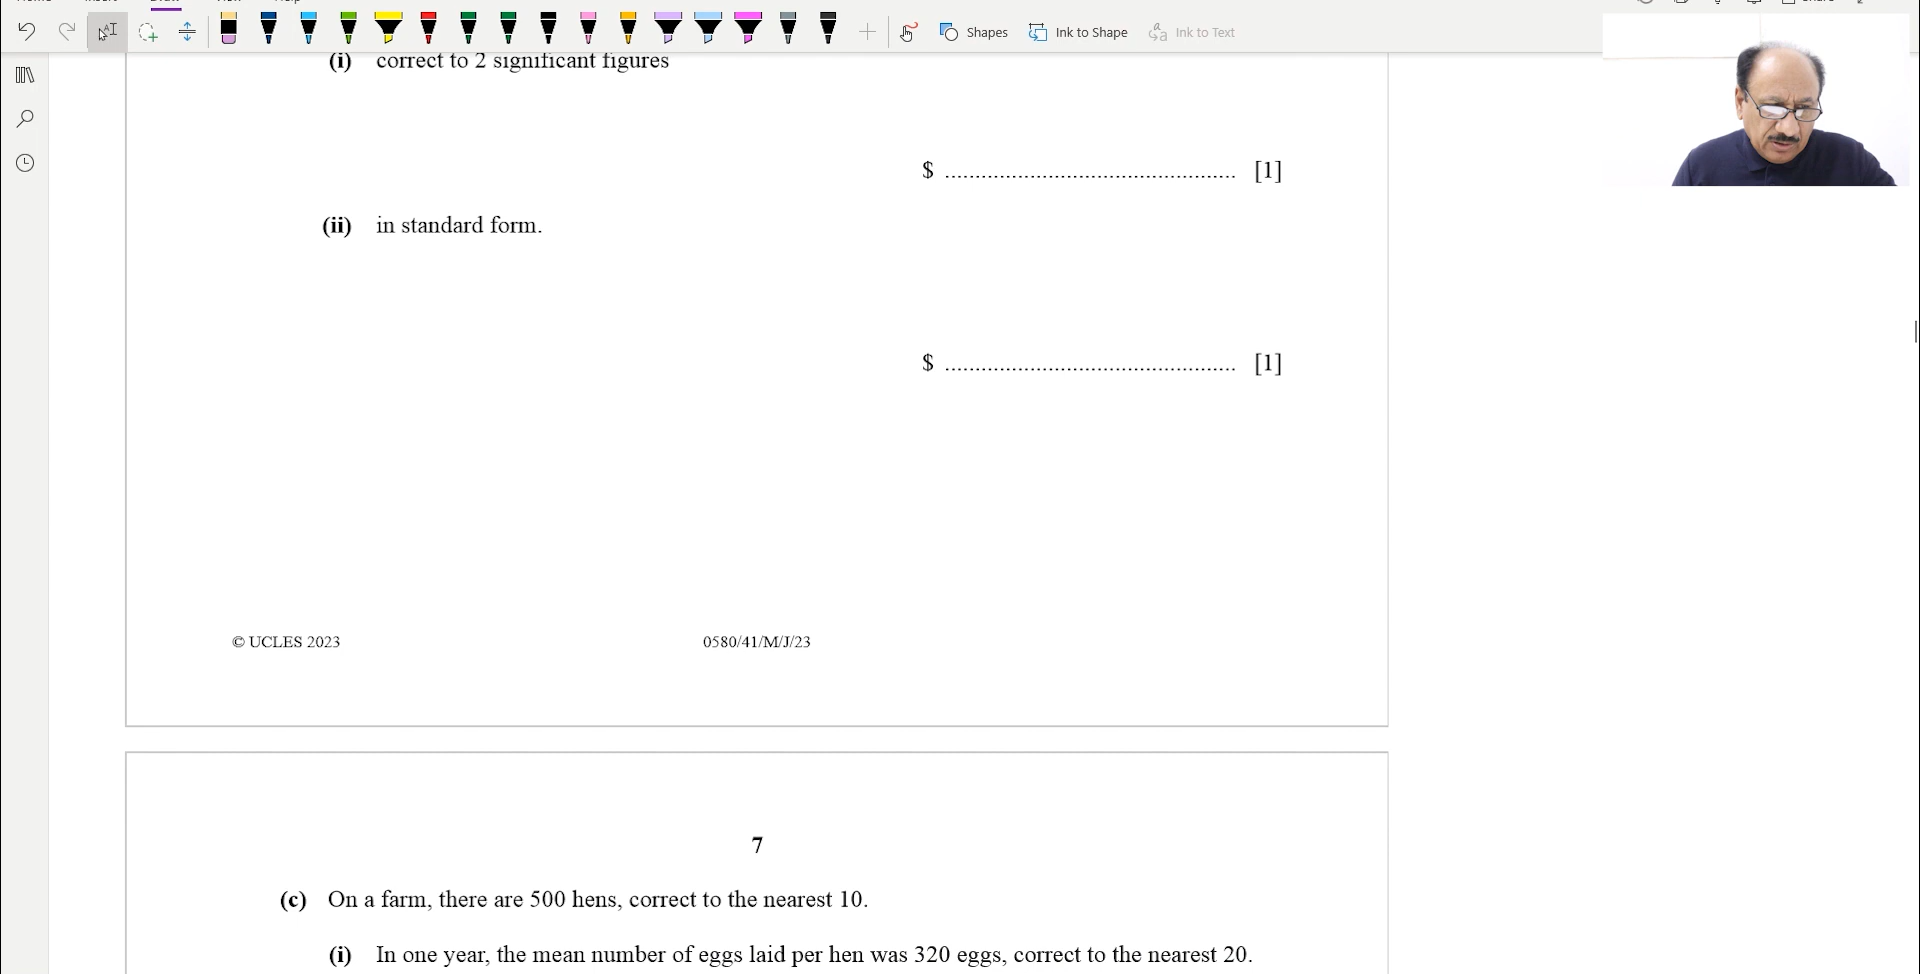 Shapes
Ink to Shape
Ink to Text
(i) correct to 2 significant figures
$ ................................................ [1]
(ii) in standard form.
$ ................................................ [1]
© UCLES 2023
0580/41/M/J/23
7
(c) On a farm, there are 500 hens, correct to the nearest 10.
(i) In one year, the mean number of eggs laid per hen was 320 eggs, correct to the nearest 20.